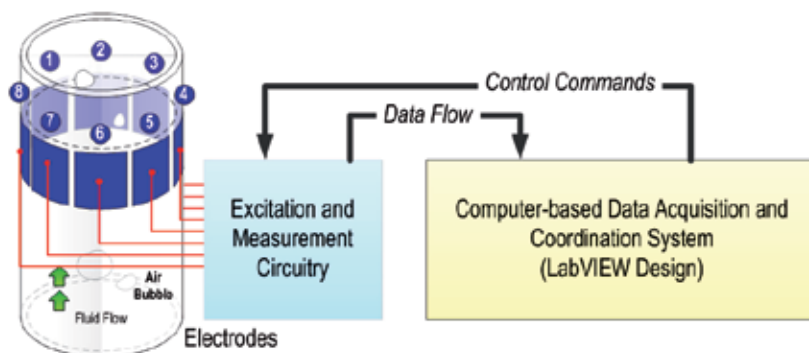 1
2
3
8
4
7
6
5
Control Commands
Data Flow
Excitation and
Measurement
Circuitry
Computer-based Data Acquisition and
Coordination System
(LabVIEW Design)
Air
Bubble
Fluid Flow
Electrodes